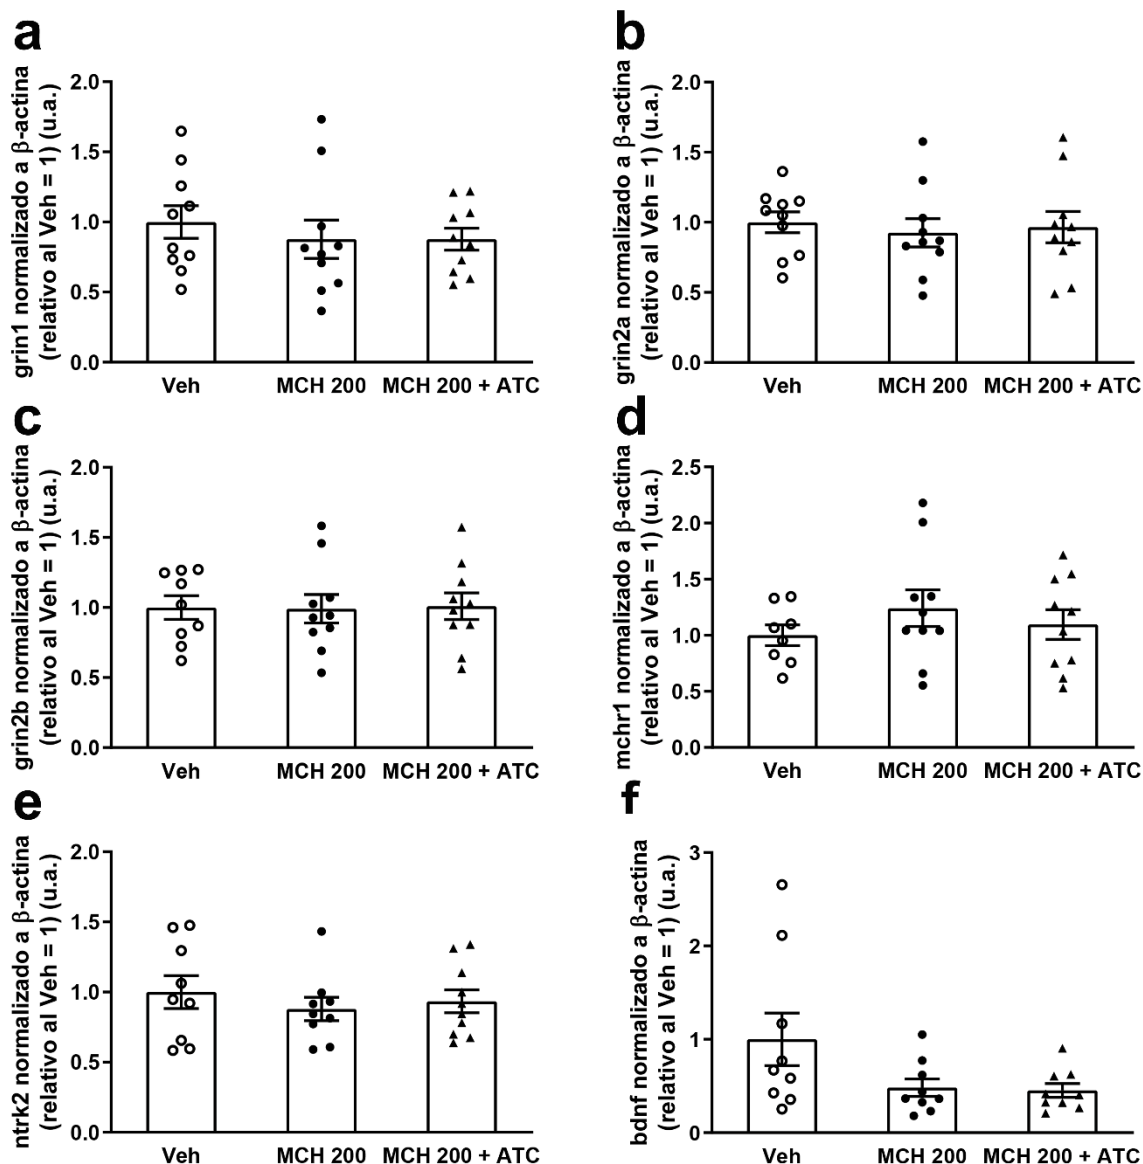 a
grin1 normalizado a β-actina
(relativo al Veh = 1) (u.a.)
2.0
1.5
1.0
0.5
0.0
Veh
MCH 200
MCH 200 + ATC
b
grin2a normalizado a β-actina
(relativo al Veh = 1) (u.a.)
2.0
1.5
1.0
0.5
0.0
Veh
MCH 200
MCH 200 + ATC
c
grin2b normalizado a β-actina
(relativo al Veh = 1) (u.a.)
2.0
1.5
1.0
0.5
0.0
Veh
MCH 200
MCH 200 + ATC
d
mchr1 normalizado a β-actina
(relativo al Veh = 1) (u.a.)
2.5
2.0
1.5
1.0
0.5
0.0
Veh
MCH 200
MCH 200 + ATC
e
ntrk2 normalizado a β-actina
(relativo al Veh = 1) (u.a.)
2.0
1.5
1.0
0.5
0.0
Veh
MCH 200
MCH 200 + ATC
f
bdnf normalizado a β-actina
(relativo al Veh = 1) (u.a.)
3
2
1
0
Veh
MCH 200
MCH 200 + ATC